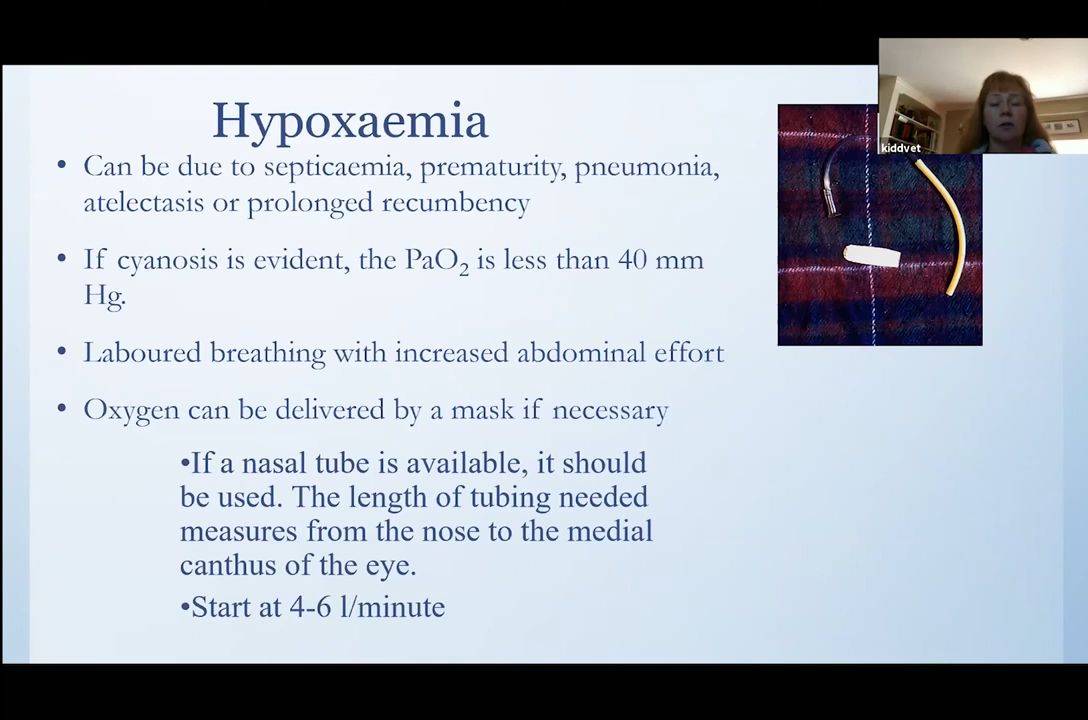 kiddvet
Hypoxaemia
• Can be due to septicaemia, prematurity, pneumonia,
atelectasis or prolonged recumbency
• If cyanosis is evident, the PaO₂ is less than 40 mm
Hg.
• Laboured breathing with increased abdominal effort
• Oxygen can be delivered by a mask if necessary
•If a nasal tube is available, it should
be used. The length of tubing needed
measures from the nose to the medial
canthus of the eye.
•Start at 4-6 l/minute